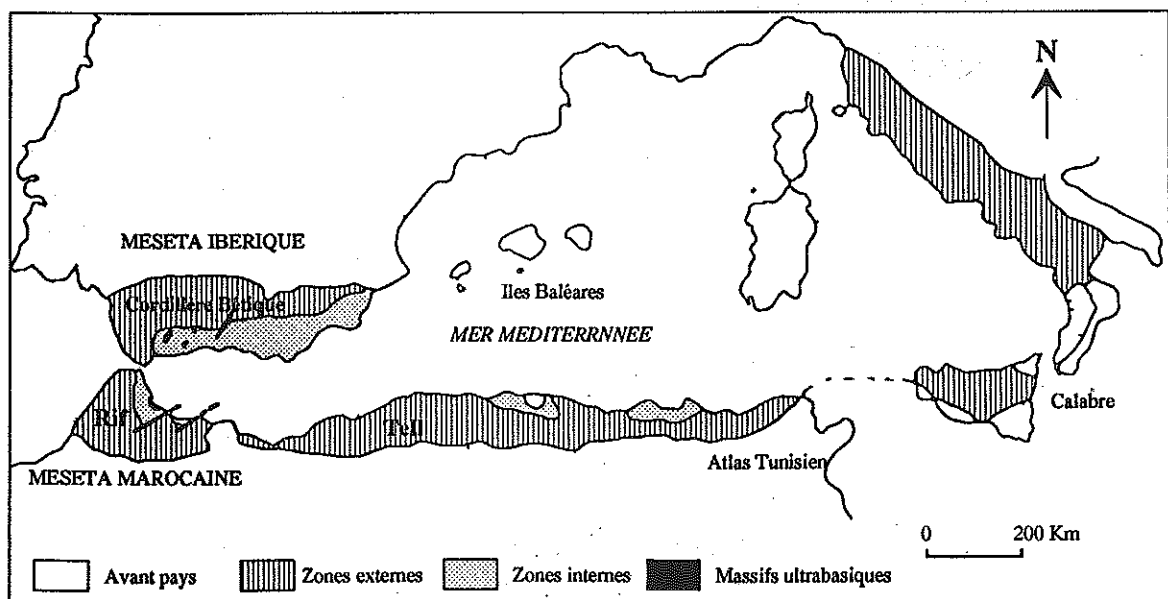 N
MESETA IBERIQUE
Cordillère Bétique
Iles Baléares
MER MEDITERRNNEE
Rif
Tell
Calabre
Atlas Tunisien
MESETA MAROCAINE
0 200 Km
Avant pays Zones externes Zones internes Massifs ultrabasiques